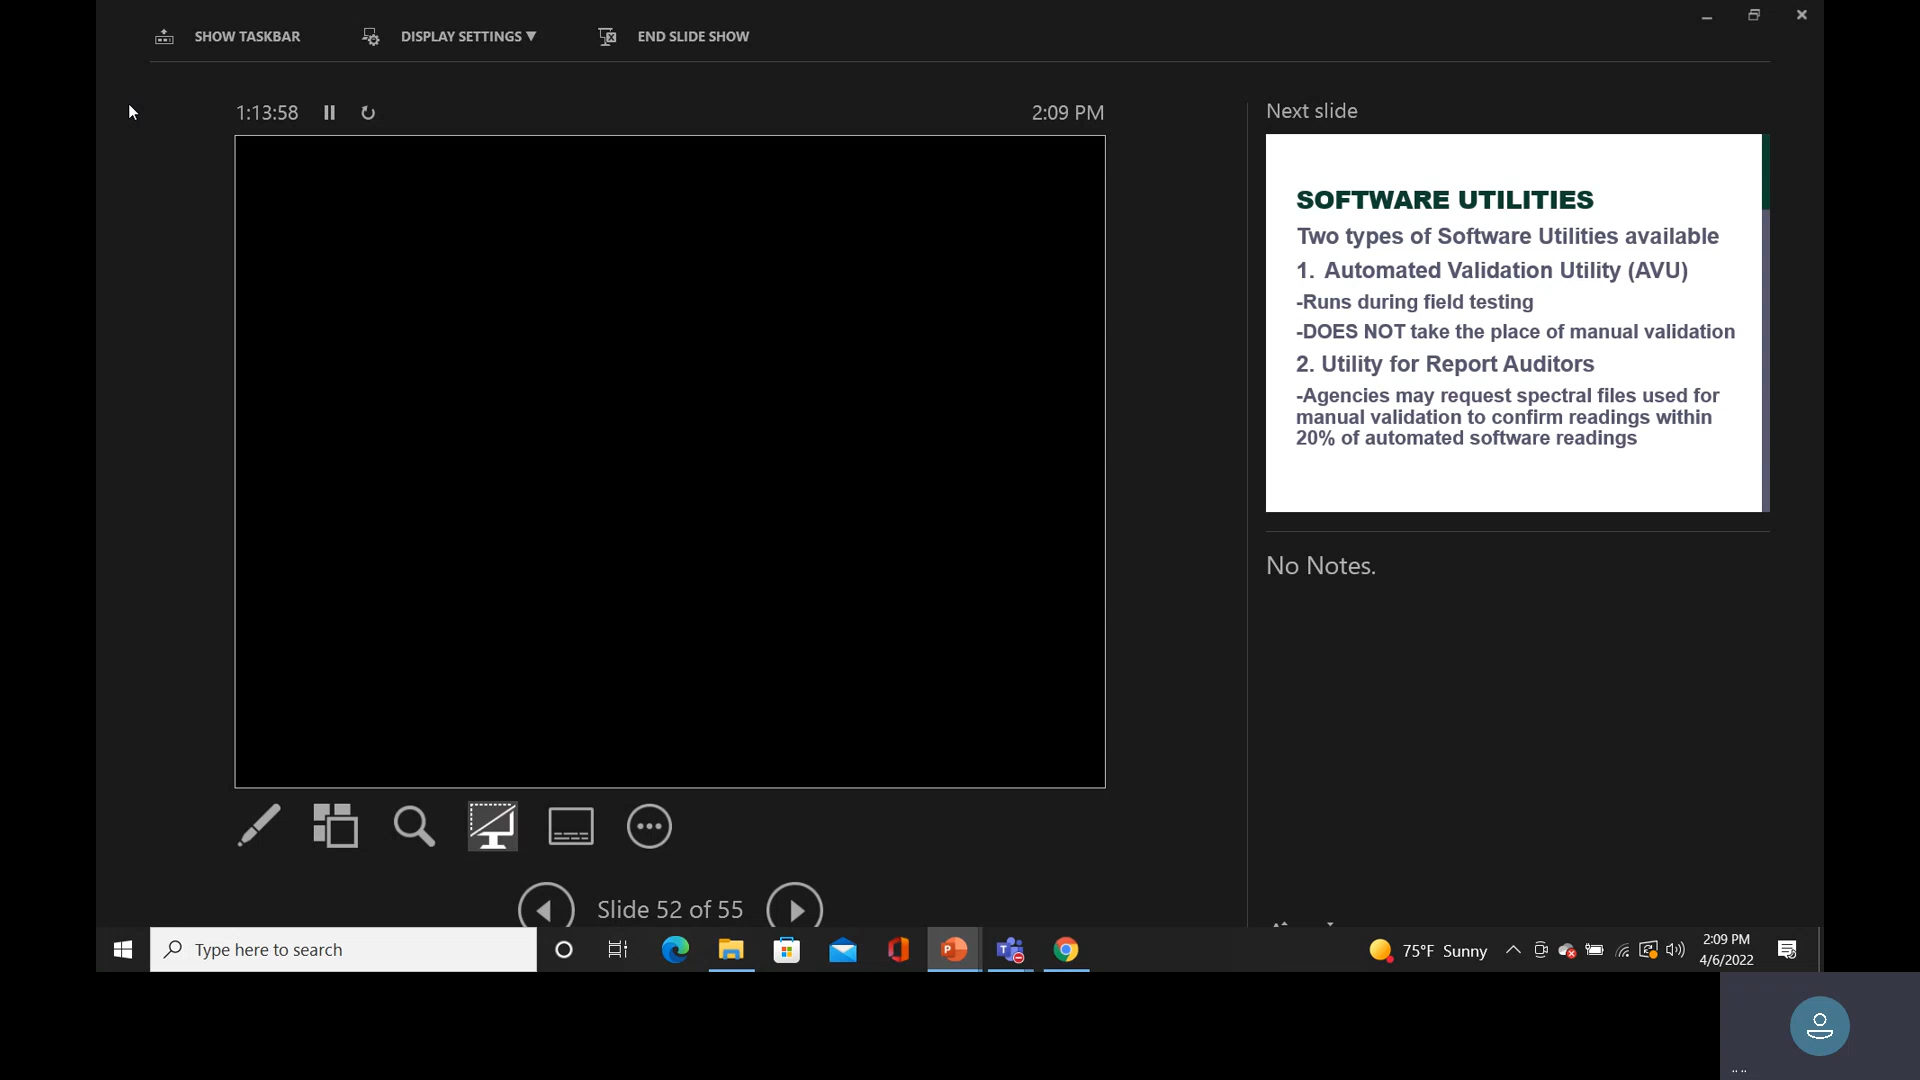 SHOW TASKBAR
DISPLAY SETTINGS ▼
END SLIDE SHOW
1:13:58
2:09 PM
Next slide
SOFTWARE UTILITIES
Two types of Software Utilities available
1. Automated Validation Utility (AVU)
-Runs during field testing
-DOES NOT take the place of manual validation
2. Utility for Report Auditors
-Agencies may request spectral files used for
manual validation to confirm readings within
20% of automated software readings
No Notes.
Slide 52 of 55
Type here to search
75°F Sunny
2:09 PM
4/6/2022